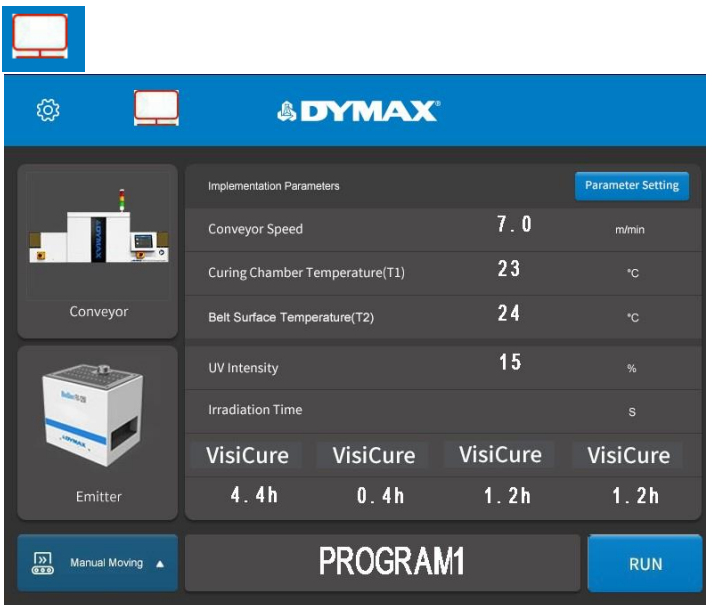 DYMAX®
Implementation Parameters Parameter Setting
Conveyor Speed 7.0 m/min
Curing Chamber Temperature(T1) 23 °C
Conveyor
Belt Surface Temperature(T2) 24 °C
UV Intensity 15 %
Irradiation Time S
DYMAX
VisiCure VisiCure VisiCure VisiCure
Emitter
4.4h 0.4h 1.2h 1.2h
Manual Moving ▲ PROGRAM1 RUN